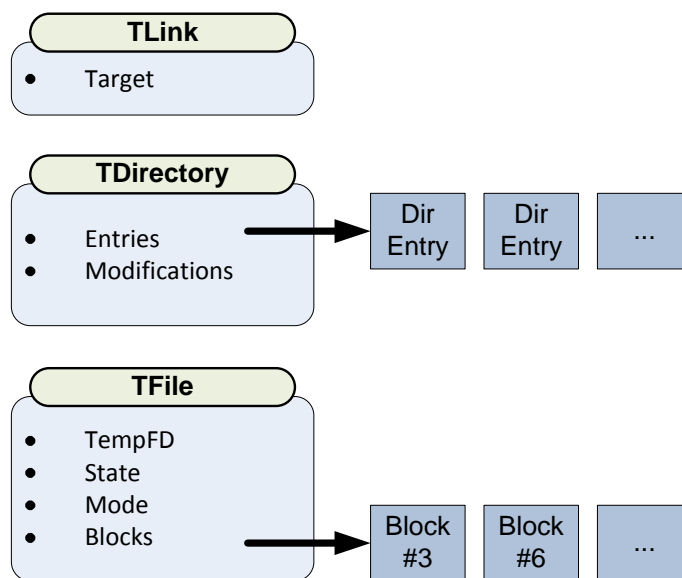 TLink
• Target
TDirectory
• Entries
• Modifications
Dir
Entry
Dir
Entry
...
TFile
• TempFD
• State
• Mode
• Blocks
Block
#3
Block
#6
...